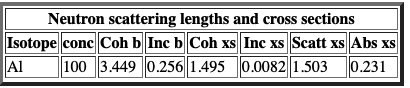 Neutron scattering lengths and cross sections
Isotope conc Coh b Inc b Coh xs Inc xs Scatt xs Abs xs
Al 100 3.449 0.256 1.495 0.0082 1.503 0.231